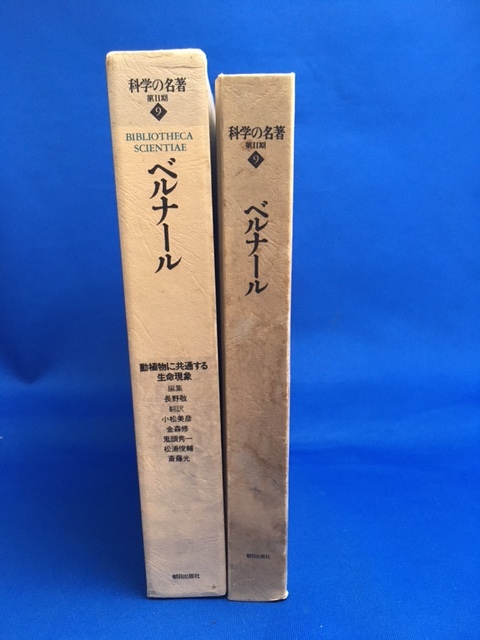 科学の名著
第II期
9
BIBLIOTHECA
SCIENTIAE
ベルナール
動植物に共通する
生命現象
編集
長野敬
翻訳
小松美彦
金森修
鬼頭秀一
松浦俊輔
斎藤光
朝日出版社
科学の名著
第II期
9
ベルナール
朝日出版社